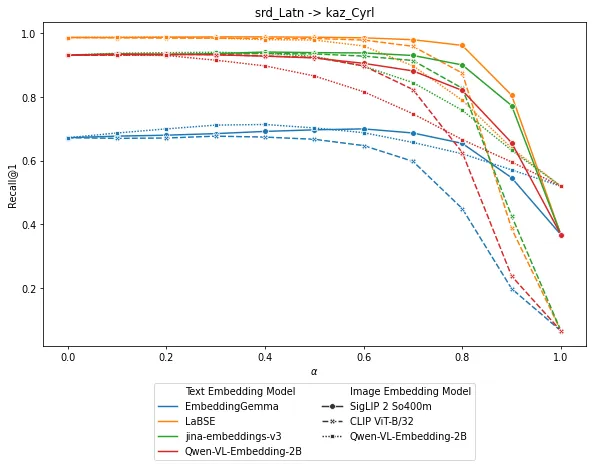 srd_Latn -> kaz_Cyrl
Recall@1
1.0
0.8
0.6
0.4
0.2
0.0 0.2 0.4 0.6 0.8 1.0
α
Text Embedding Model
EmbeddingGemma
LaBSE
jina-embeddings-v3
Qwen-VL-Embedding-2B
Image Embedding Model
SigLIP 2 So400m
CLIP ViT-B/32
Qwen-VL-Embedding-2B